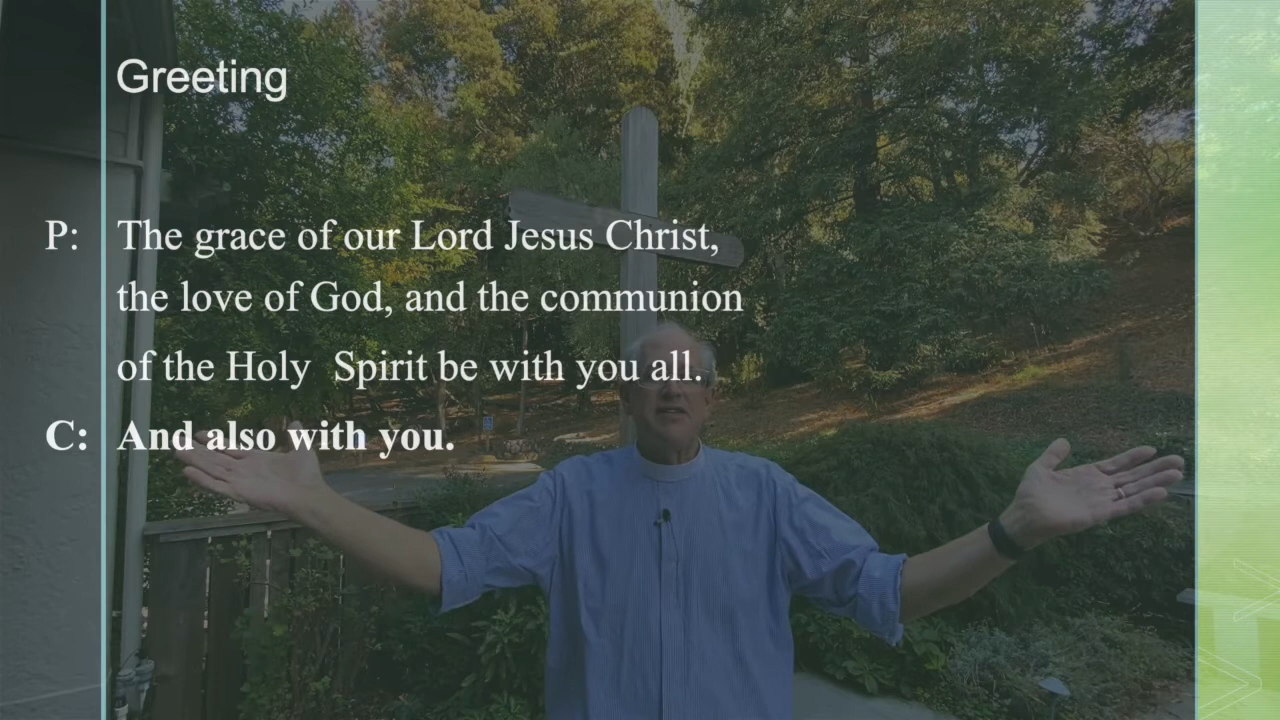 Greeting
P: The grace of our Lord Jesus Christ,
the love of God, and the communion
of the Holy Spirit be with you all.
C: And also with you.